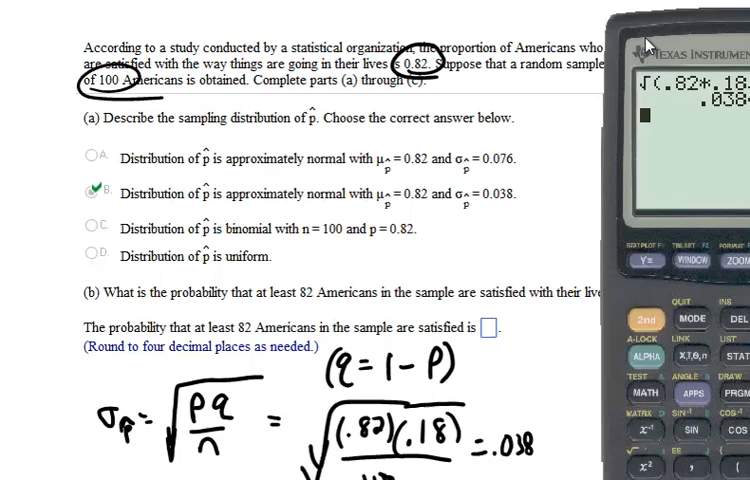 According to a study conducted by a statistical organization, the proportion of Americans who
are satisfied with the way things are going in their lives is 0.82. Suppose that a random sample
of 100 Americans is obtained. Complete parts (a) through (c).
(a) Describe the sampling distribution of p̂. Choose the correct answer below.
A. Distribution of p̂ is approximately normal with μp̂ = 0.82 and σp̂ = 0.076.
B. Distribution of p̂ is approximately normal with μp̂ = 0.82 and σp̂ = 0.038.
C. Distribution of p̂ is binomial with n = 100 and p = 0.82.
D. Distribution of p̂ is uniform.
(b) What is the probability that at least 82 Americans in the sample are satisfied with their
The probability that at least 82 Americans in the sample are satisfied is
(Round to four decimal places as needed.)
(q = 1 - p)
σp̂ = √(pq/n) = √((.82)(.18)/ = .038
TEXAS
√(.82*.18
.038
STAT PLOT TBLSET F2 FORMAT
Y= WINDOW ZOOM
QUIT INS
2nd MODE DEL
A-LOCK LINK LIST
ALPHA X,T,θ,n STAT
TEST A ANGLE B DRAW
MATH APPS PRGM
MATRX D SIN⁻¹ E COS⁻¹
x⁻¹ SIN COS
√ I EE J
x² , (